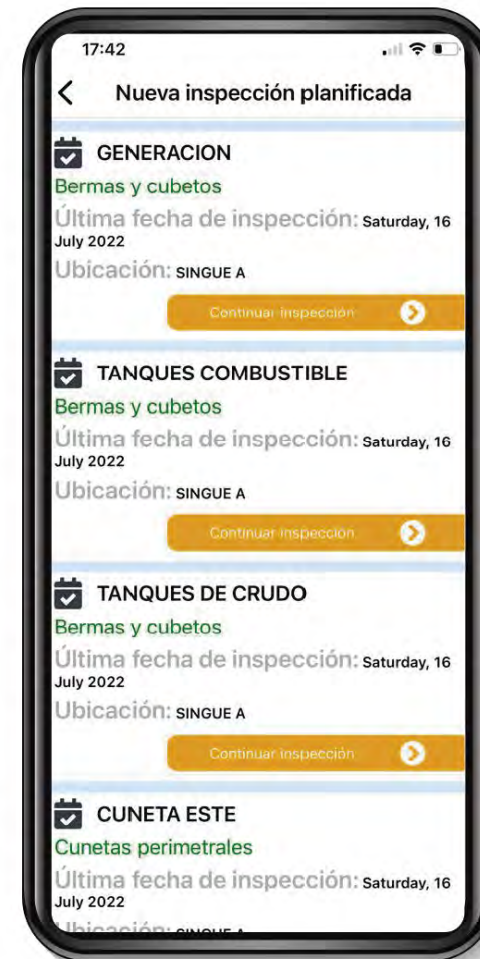 17:42
Nueva inspección planificada
GENERACION
Bermas y cubetos
Última fecha de inspección: Saturday, 16
July 2022
Ubicación: SINGUE A
Continuar inspección
TANQUES COMBUSTIBLE
Bermas y cubetos
Última fecha de inspección: Saturday, 16
July 2022
Ubicación: SINGUE A
Continuar inspección
TANQUES DE CRUDO
Bermas y cubetos
Última fecha de inspección: Saturday, 16
July 2022
Ubicación: SINGUE A
Continuar inspección
CUNETA ESTE
Cunetas perimetrales
Última fecha de inspección: Saturday, 16
July 2022
Ubicación: SINGUE A